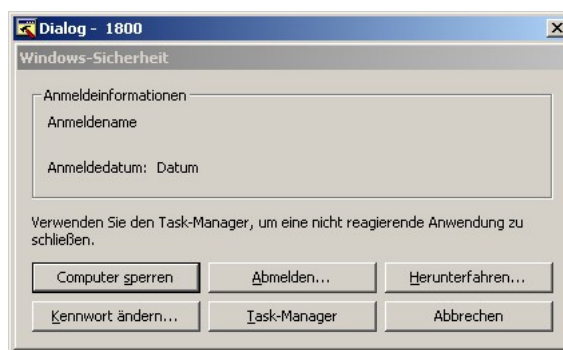 Dialog - 1800
Windows-Sicherheit
Anmeldeinformationen
Anmeldename
Anmeldedatum: Datum
Verwenden Sie den Task-Manager, um eine nicht reagierende Anwendung zu
schließen.
Computer sperren
Abmelden...
Herunterfahren...
Kennwort ändern...
Task-Manager
Abbrechen